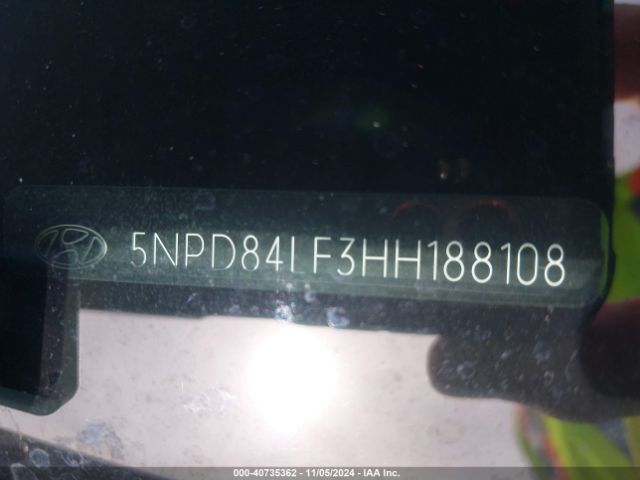 5NPD84LF3HH188108
000-40735362 - 11/05/2024 - IAA Inc.